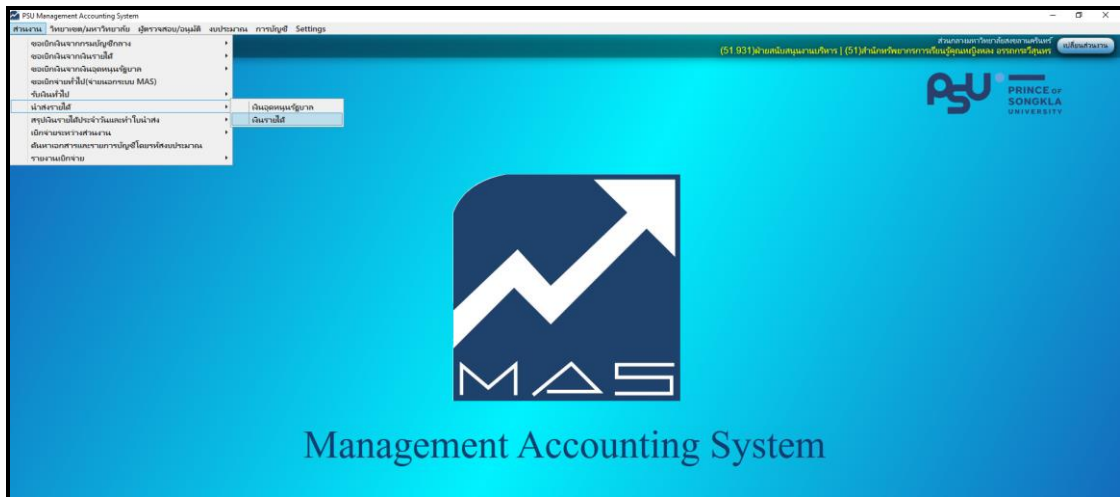 PSU Management Accounting System
ส่วนงาน วิทยาเขต/มหาวิทยาลัย ผู้ตรวจสอบ/อนุมัติ งบประมาณ การบัญชี Settings
ส่วนกลางมหาวิทยาลัยสงขลานครินทร์
(51.931)ฝ่ายสนับสนุนงานบริหาร | (51)สำนักทรัพยากรการเรียนรู้คุณหญิงหลง อรรถกระวีสุนทร
เปลี่ยนส่วนงาน
ขอเบิกเงินจากกรมบัญชีกลาง
ขอเบิกเงินจากเงินรายได้
ขอเบิกเงินจากเงินอุดหนุนรัฐบาล
ขอเบิกจ่ายทั่วไป(จ่ายนอกระบบ MAS)
รับเงินทั่วไป
นำส่งรายได้
สรุปเงินรายได้ประจำวันและทำใบนำส่ง
เบิกจ่ายระหว่างส่วนงาน
ค้นหาเอกสารและรายการบัญชีโดยรหัสงบประมาณ
รายงานเบิกจ่าย
เงินอุดหนุนรัฐบาล
เงินรายได้
PSU
PRINCE OF
SONGKLA
UNIVERSITY
MAS
Management Accounting System